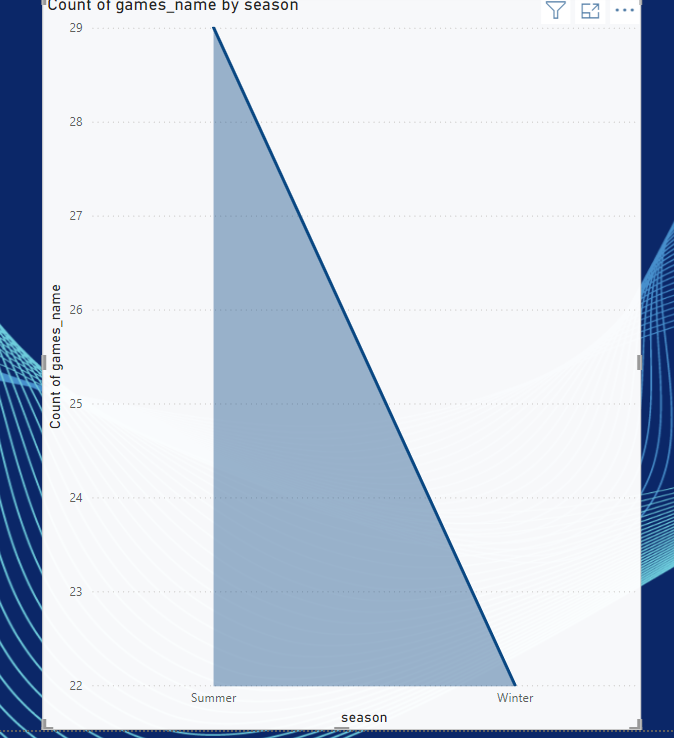 Count of games_name by season
29
28
27
26
25
24
23
22
Count of games_name
Summer
Winter
season